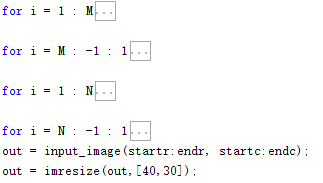 for i = 1 : M...
for i = M : -1 : 1...
for i = 1 : N...
for i = N : -1 : 1...
out = input_image(startr:endr, startc:endc);
out = imresize(out,[40,30]);